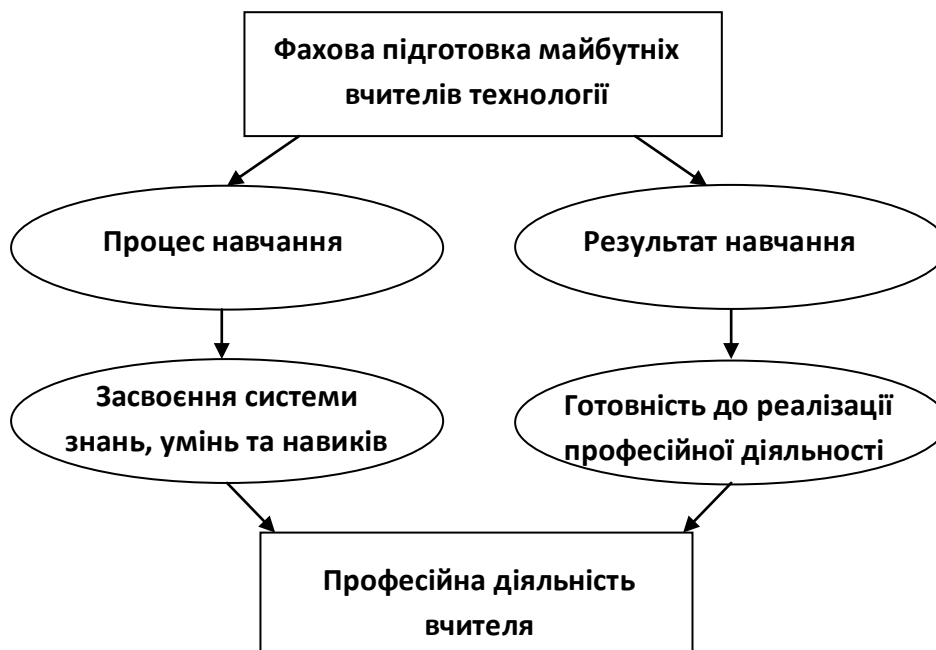 Фахова підготовка майбутніх
вчителів технології
Процес навчання
Результат навчання
Засвоєння системи
знань, умінь та навиків
Готовність до реалізації
професійної діяльності
Професійна діяльність
вчителя